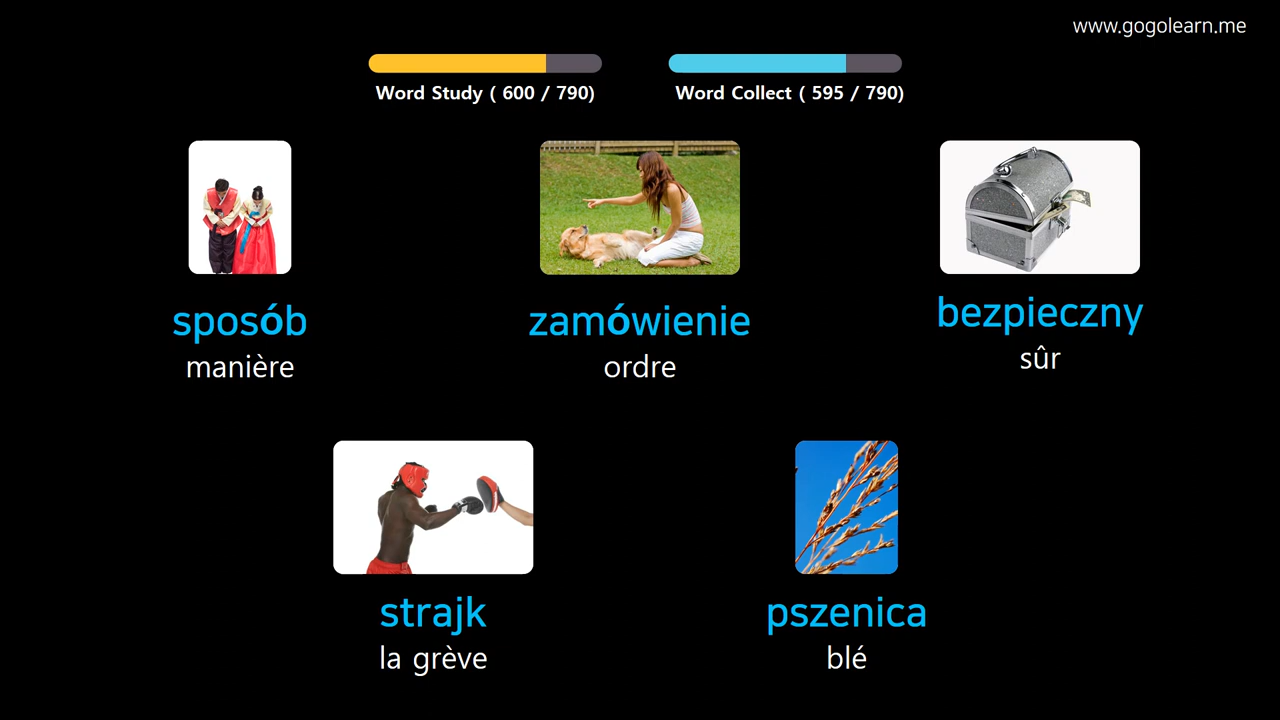 www.gogolearn.me
Word Study ( 600 / 790)
Word Collect ( 595 / 790)
sposób
manière
zamówienie
ordre
bezpieczny
sûr
strajk
la grève
pszenica
blé